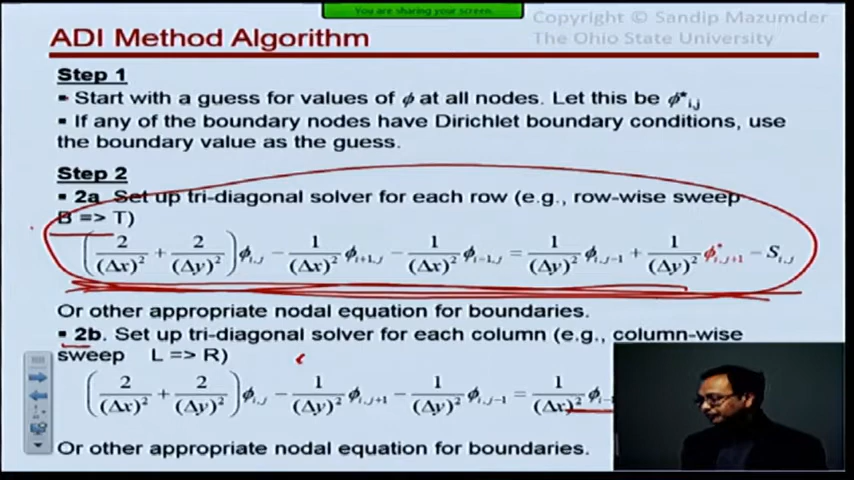 You are sharing your screen.
Copyright © Sandip Mazumder
ADI Method Algorithm
The Ohio State University
Step 1
▪ Start with a guess for values of ϕ at all nodes. Let this be ϕ*i,j
▪ If any of the boundary nodes have Dirichlet boundary conditions, use
the boundary value as the guess.
Step 2
▪ 2a Set up tri-diagonal solver for each row (e.g., row-wise sweep
B => T)
(2/(Δx)² + 2/(Δy)²)ϕi,j − 1/(Δx)² ϕi+1,j − 1/(Δx)² ϕi−1,j = 1/(Δy)² ϕi,j−1 + 1/(Δy)² ϕ*i,j+1 − Si,j
Or other appropriate nodal equation for boundaries.
▪ 2b. Set up tri-diagonal solver for each column (e.g., column-wise
sweep L => R)
(2/(Δx)² + 2/(Δy)²)ϕi,j − 1/(Δy)² ϕi,j+1 − 1/(Δy)² ϕi,j−1 = 1/(Δx)² ϕi−1
Or other appropriate nodal equation for boundaries.